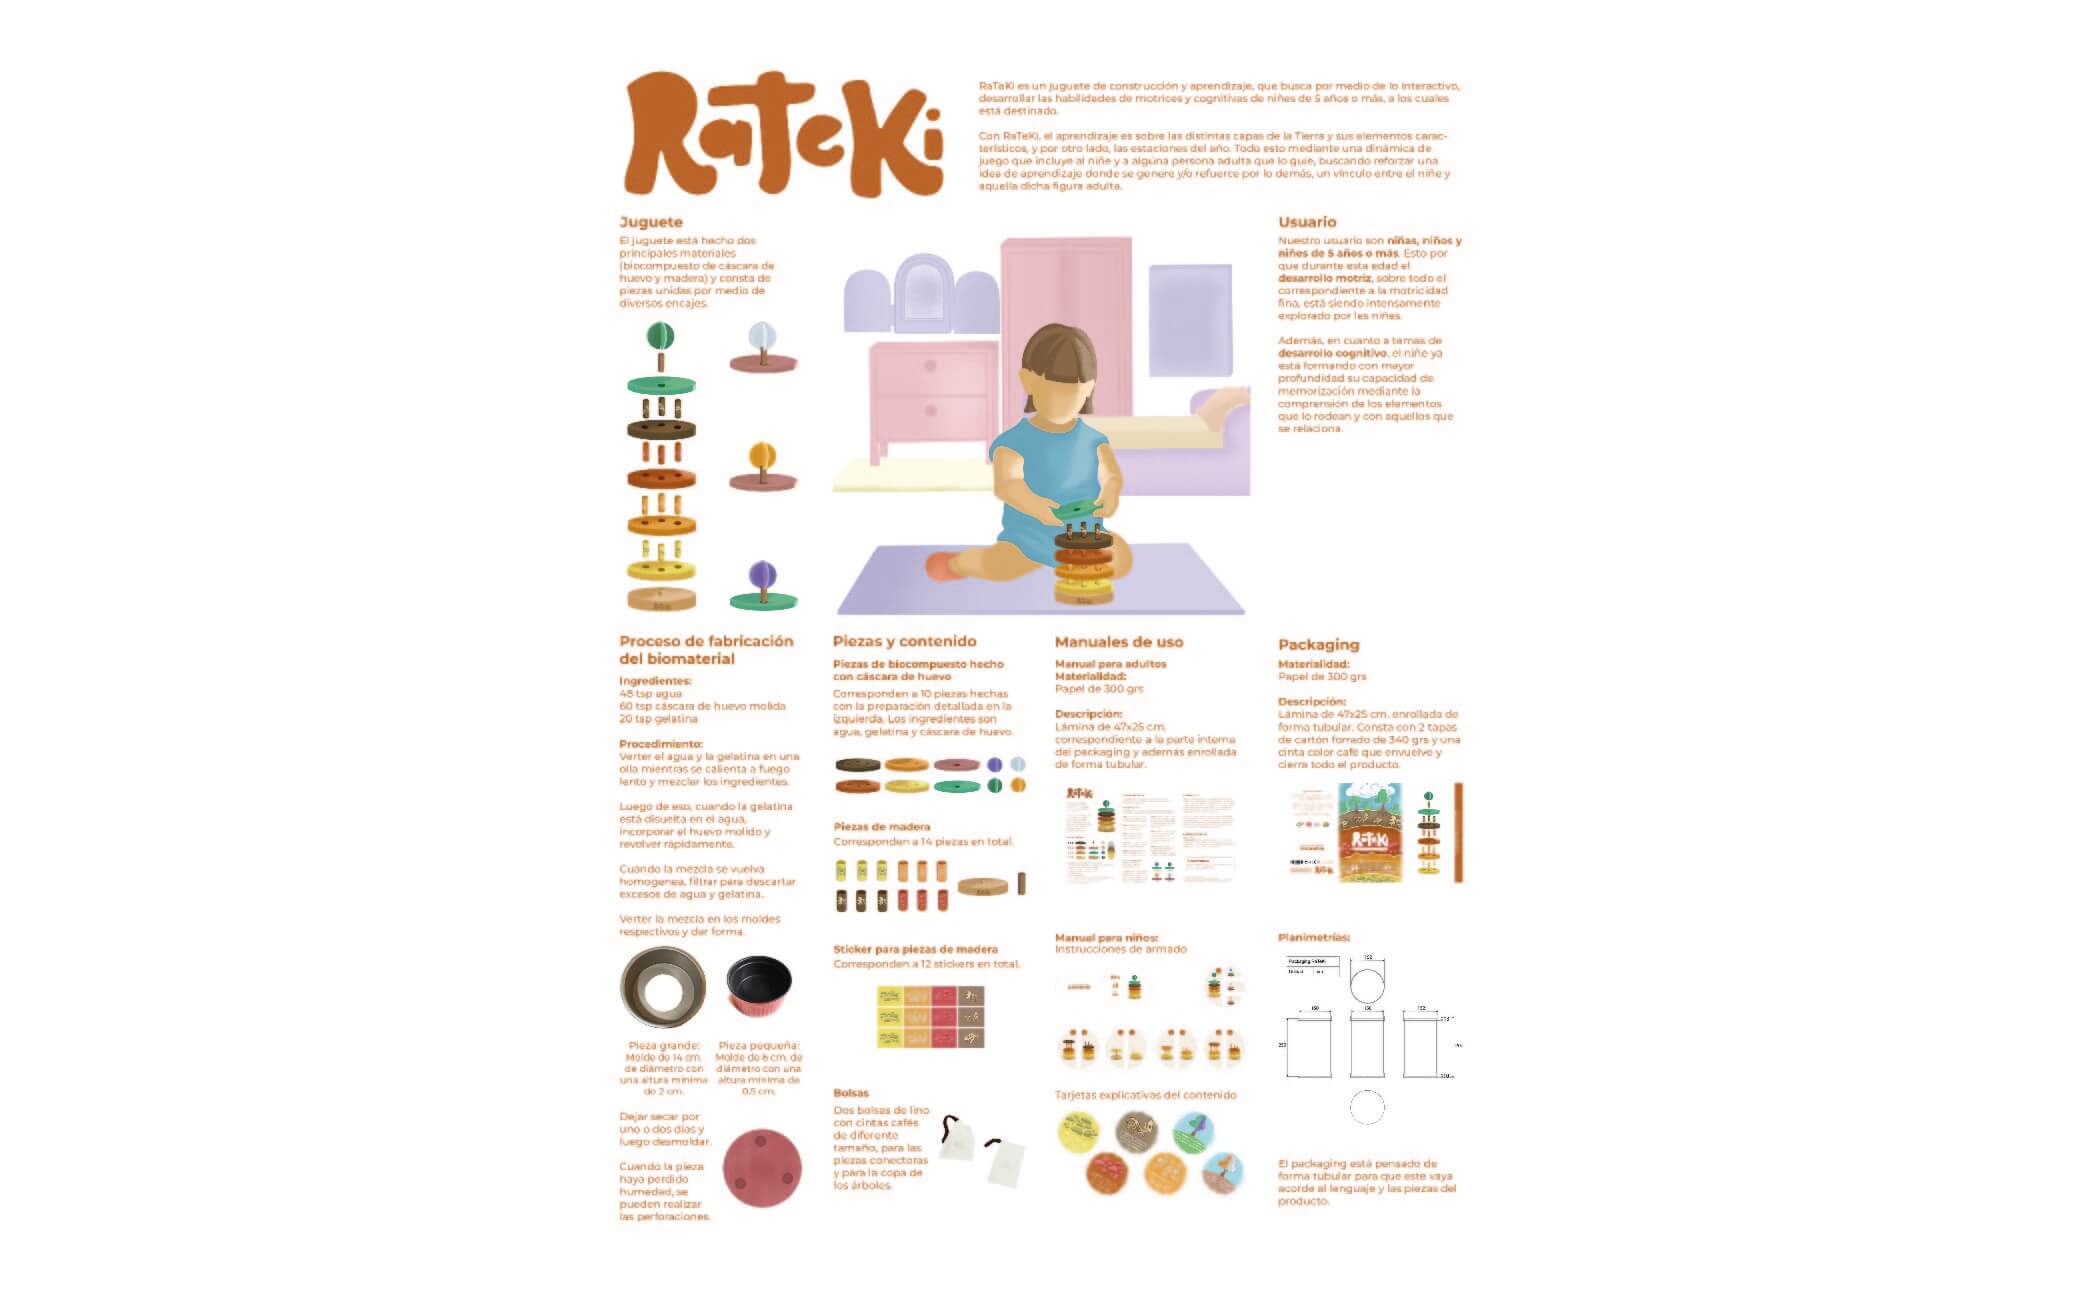 RaTeKi
RaTeKi es un juguete de construcción y aprendizaje, que busca por medio de lo interactivo,
desarrollar las habilidades de motrices y cognitivas de niñes de 5 años o más, a los cuales
está destinado.
Con RaTeKi, el aprendizaje es sobre las distintas capas de la Tierra y sus elementos carac-
terísticos, y por otro lado, las estaciones del año. Todo esto mediante una dinámica de
juego que incluye al niñe y a alguna persona adulta que lo guíe, buscando reforzar una
idea de aprendizaje donde se genere y/o refuerce por lo demás, un vínculo entre el niñe y
aquella dicha figura adulta.
Juguete
El juguete está hecho dos
principales materiales
(biocompuesto de cáscara de
huevo y madera) y consta de
piezas unidas por medio de
diversos encajes.
Usuario
Nuestro usuario son niñas, niños y
niñes de 5 años o más. Esto por
que durante esta edad el
desarrollo motriz, sobre todo el
correspondiente a la motricidad
fina, está siendo intensamente
explorado por les niñes.
Además, en cuanto a temas de
desarrollo cognitivo, el niñe ya
está formando con mayor
profundidad su capacidad de
memorización mediante la
comprensión de los elementos
que lo rodean y con aquellos que
se relaciona.
Proceso de fabricación
del biomaterial
Ingredientes:
48 tsp agua
60 tsp cáscara de huevo molida
20 tsp gelatina
Procedimiento:
Verter el agua y la gelatina en una
olla mientras se calienta a fuego
lento y mezclar los ingredientes.
Luego de eso, cuando la gelatina
está disuelta en el agua,
incorporar el huevo molido y
revolver rápidamente.
Cuando la mezcla se vuelva
homogenea, filtrar para descartar
excesos de agua y gelatina.
Verter la mezcla en los moldes
respectivos y dar forma.
Pieza grande:
Molde de 14 cm.
de diámetro con
una altura mínima
de 2 cm.
Pieza pequeña:
Molde de 6 cm. de
diámetro con una
altura mínima de
0,5 cm.
Dejar secar por
uno o dos días y
luego desmoldar.
Cuando la pieza
haya perdido
humedad, se
pueden realizar
las perforaciones.
Piezas y contenido
Piezas de biocompuesto hecho
con cáscara de huevo
Corresponden a 10 piezas hechas
con la preparación detallada en la
izquierda. Los ingredientes son
agua, gelatina y cáscara de huevo.
Piezas de madera
Corresponden a 14 piezas en total.
Sticker para piezas de madera
Corresponden a 12 stickers en total.
Bolsas
Dos bolsas de lino
con cintas cafés
de diferente
tamaño, para las
piezas conectoras
y para la copa de
los árboles.
Manuales de uso
Manual para adultos
Materialidad:
Papel de 300 grs
Descripción:
Lámina de 47x25 cm,
correspondiente a la parte interna
del packaging y además enrollada
de forma tubular.
RaTeKi
Manual para niños:
Instrucciones de armado
Tarjetas explicativas del contenido
Packaging
Materialidad:
Papel de 300 grs
Descripción:
Lámina de 47x25 cm, enrollada de
forma tubular. Consta con 2 tapas
de cartón forrado de 340 grs y una
cinta color café que envuelve y
cierra todo el producto.
RaTeKi
Planimetrías:
Packaging RaTeKi
152
150
150
152
El packaging está pensado de
forma tubular para que este vaya
acorde al lenguaje y las piezas del
producto.